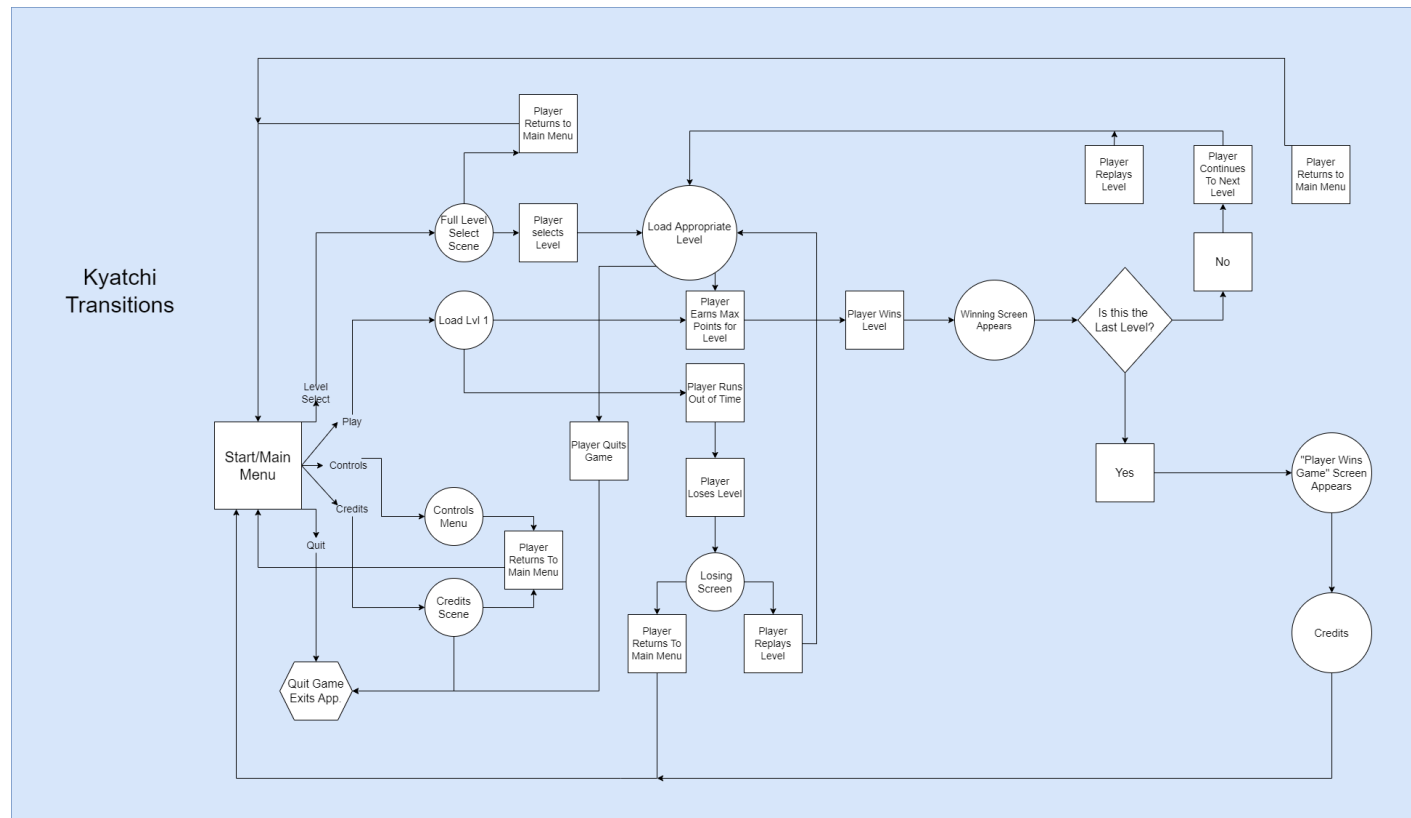 Kyatchi
Transitions
Player
Returns to
Main Menu
Full Level
Select
Scene
Player
selects
Level
Load Appropriate
Level
Player
Replays
Level
Player
Continues
To Next
Level
Player
Returns to
Main Menu
No
Load Lvl 1
Player
Earns Max
Points for
Level
Player Wins
Level
Winning Screen
Appears
Is this the
Last Level?
Level
Select
Play
Start/Main
Menu
Controls
Credits
Quit
Player Runs
Out of Time
Player Quits
Game
Player
Loses Level
Yes
"Player Wins
Game" Screen
Appears
Controls
Menu
Player
Returns To
Main Menu
Credits
Scene
Losing
Screen
Player
Returns To
Main Menu
Player
Replays
Level
Credits
Quit Game
Exits App.